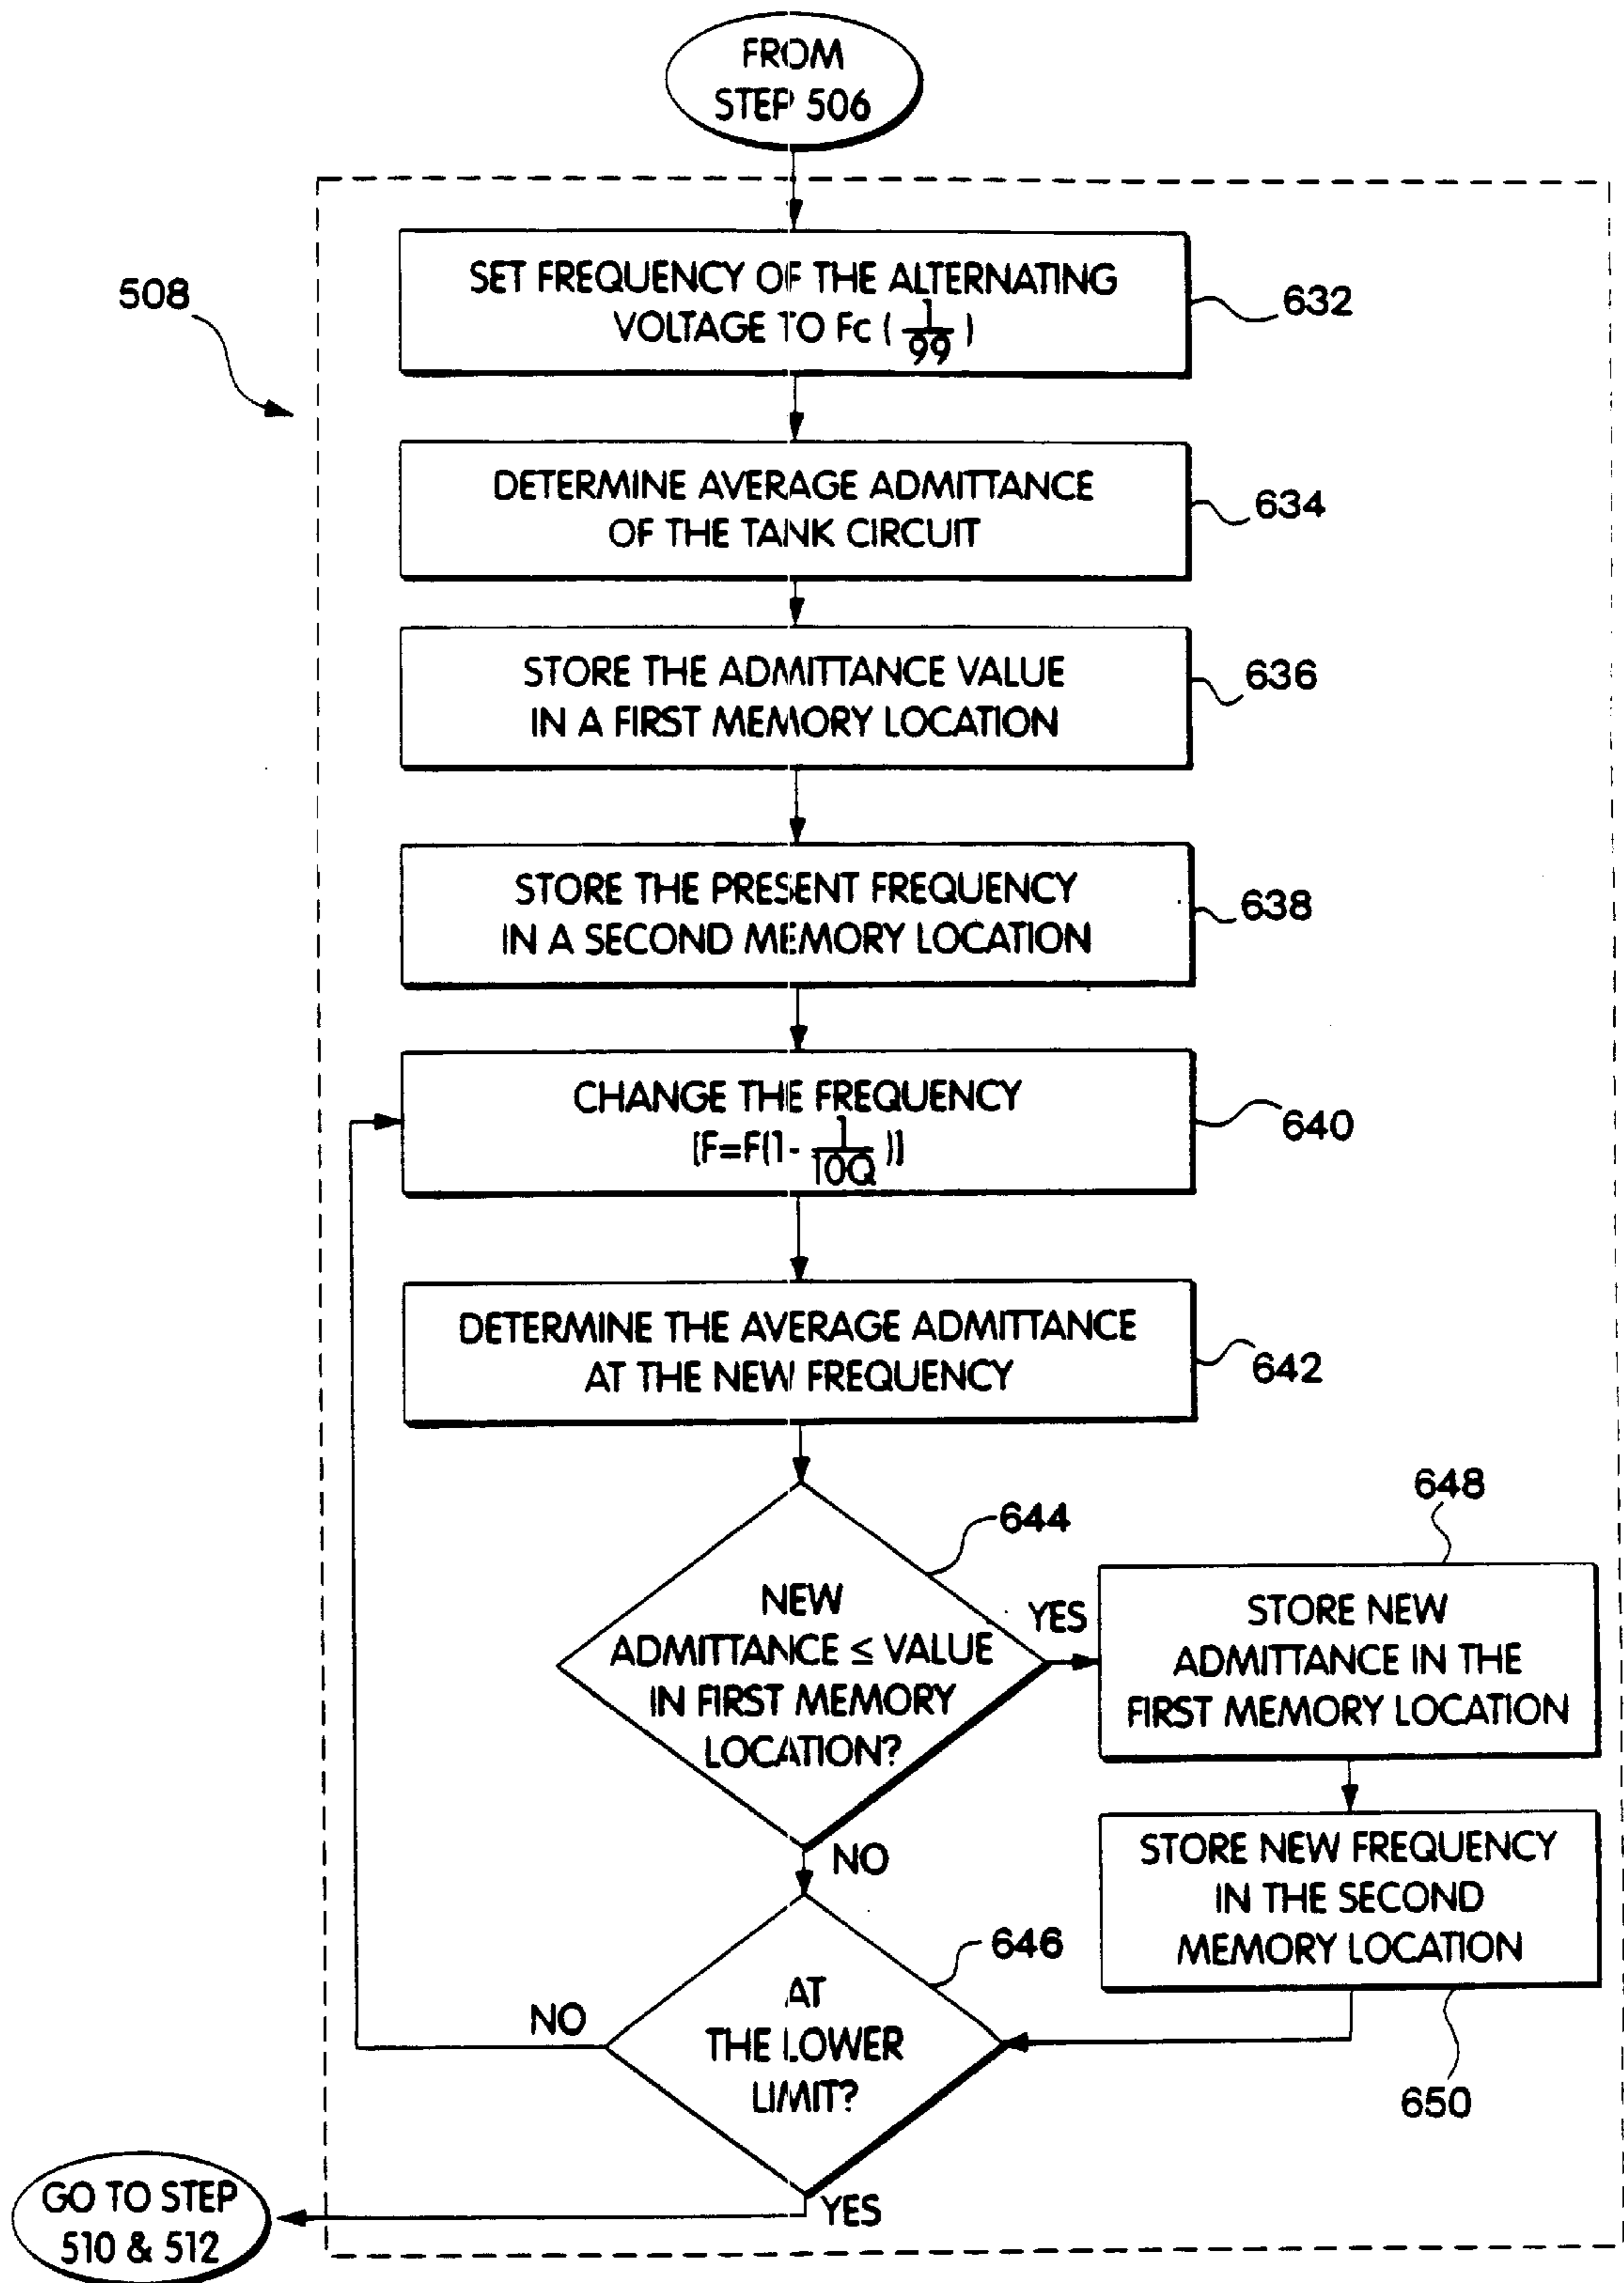 FROM
STEP 506
508
SET FREQUENCY OF THE ALTERNATING
VOLTAGE TO Fc ( 1/99 )
632
DETERMINE AVERAGE ADMITTANCE
OF THE TANK CIRCUIT
634
STORE THE ADMITTANCE VALUE
IN A FIRST MEMORY LOCATION
636
STORE THE PRESENT FREQUENCY
IN A SECOND MEMORY LOCATION
638
CHANGE THE FREQUENCY
[F=F(1- 1/10Q )]
640
DETERMINE THE AVERAGE ADMITTANCE
AT THE NEW FREQUENCY
642
644
NEW
ADMITTANCE ≤ VALUE
IN FIRST MEMORY
LOCATION?
YES
648
STORE NEW
ADMITTANCE IN THE
FIRST MEMORY LOCATION
NO
STORE NEW FREQUENCY
IN THE SECOND
MEMORY LOCATION
650
646
AT
THE LOWER
LIMIT?
NO
YES
GO TO STEP
510 & 512